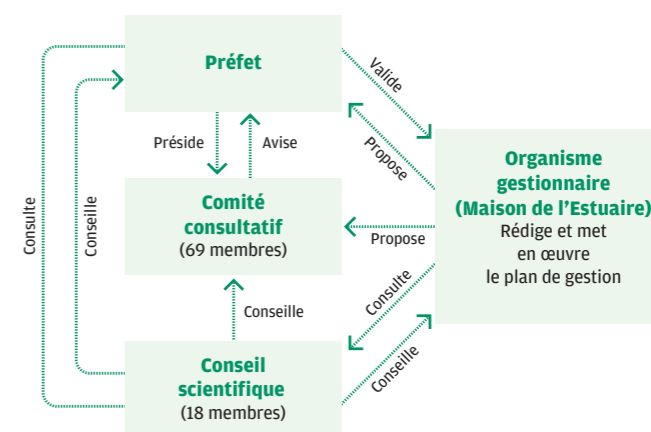 Préfet
Valide
Propose
Préside
Avise
Consulte
Conseille
Comité
consultatif
(69 membres)
Propose
Organisme
gestionnaire
(Maison de l'Estuaire)
Rédige et met
en œuvre
le plan de gestion
Conseille
Consulte
Conseille
Conseil
scientifique
(18 membres)